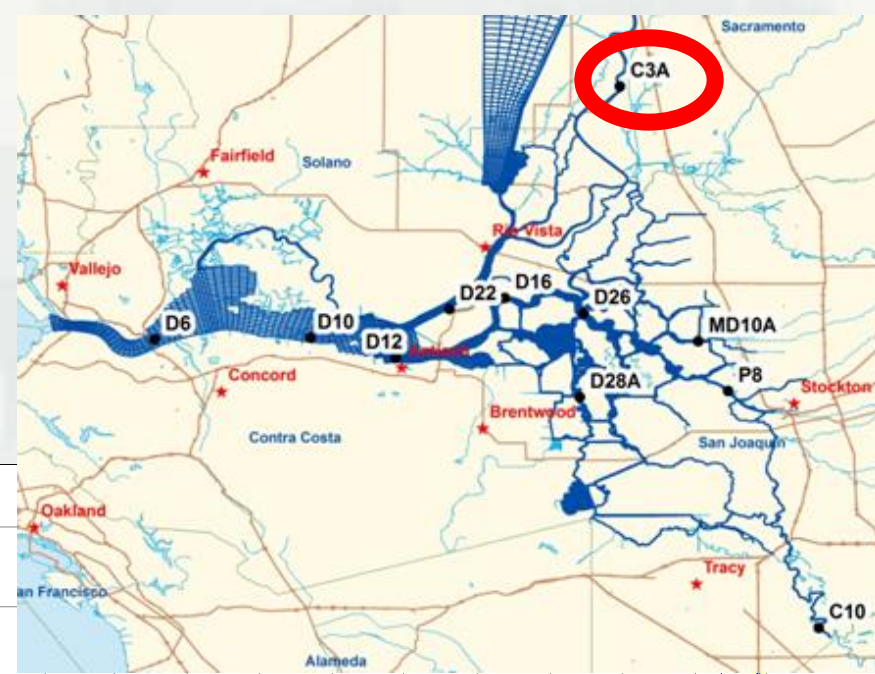 Sacramento
C3A
Fairfield
Solano
Rio Vista
Vallejo
D22
D16
D26
D6
D10
D12
MD10A
Antioch
Concord
D28A
P8
Stockton
Brentwood
Contra Costa
San Joaquin
Oakland
an Francisco
Tracy
C10
Alameda